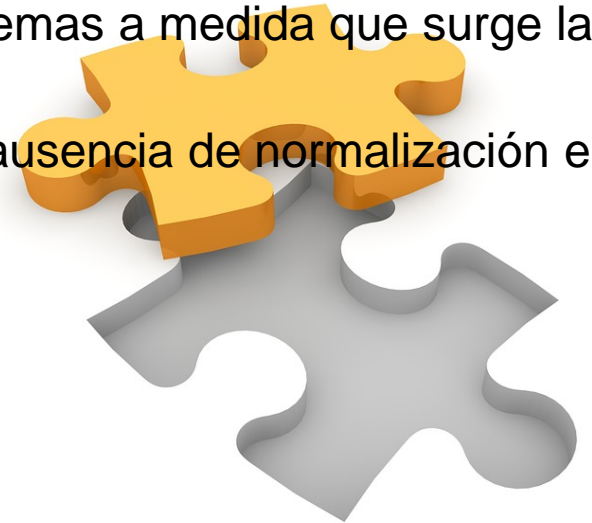 emas a medida que surge la
ausencia de normalización e